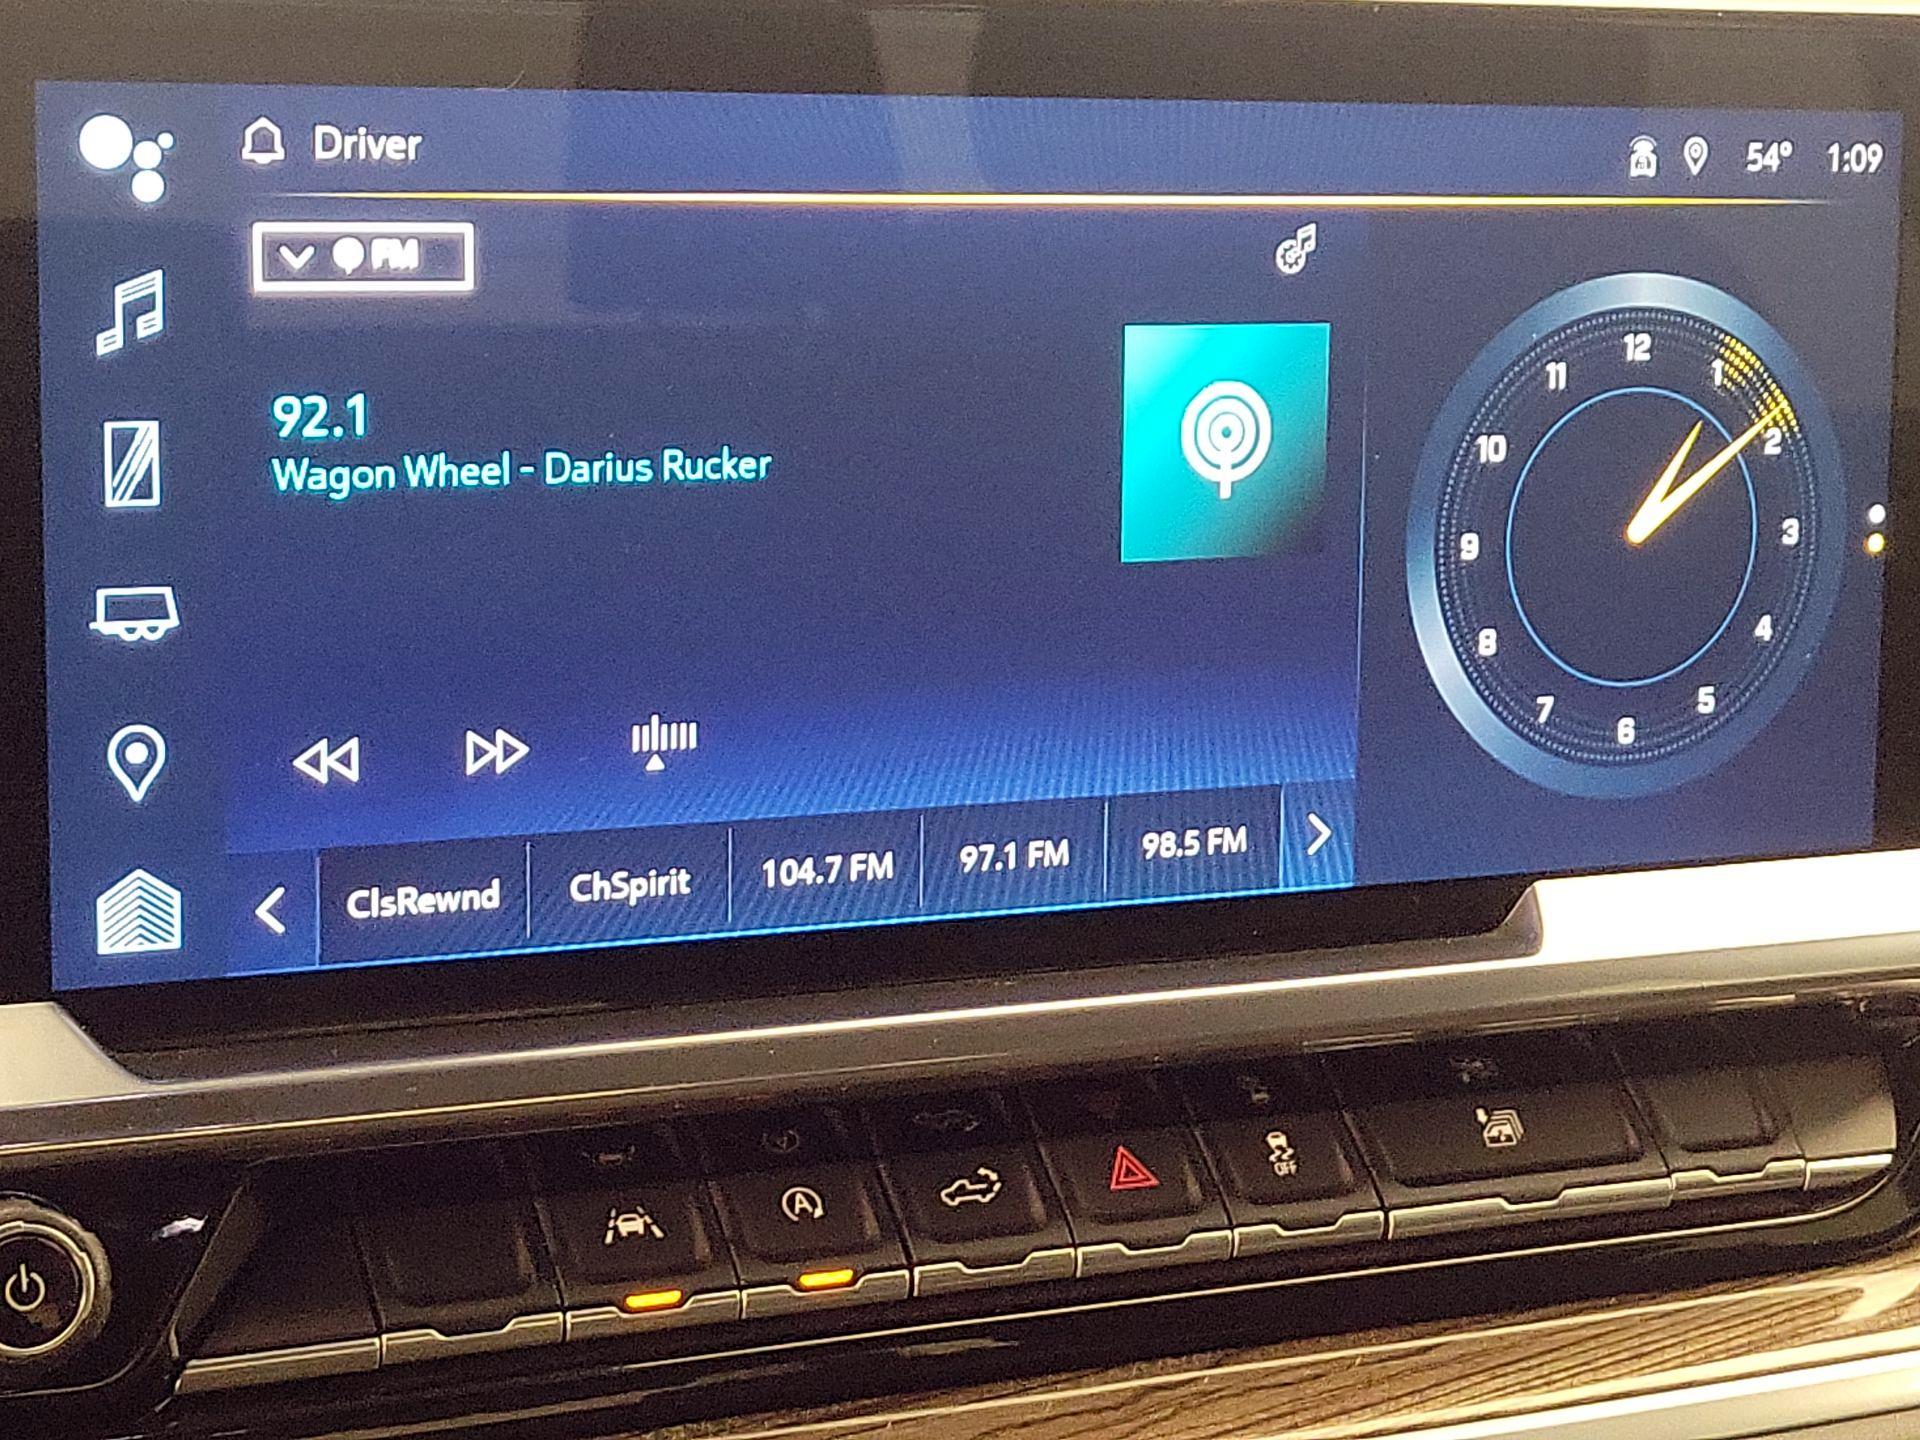 Driver
54° 1:09
FM
92.1
Wagon Wheel - Darius Rucker
12
1
2
3
4
5
6
7
8
9
10
11
ClsRewnd ChSpirit 104.7 FM 97.1 FM 98.5 FM
A
OFF